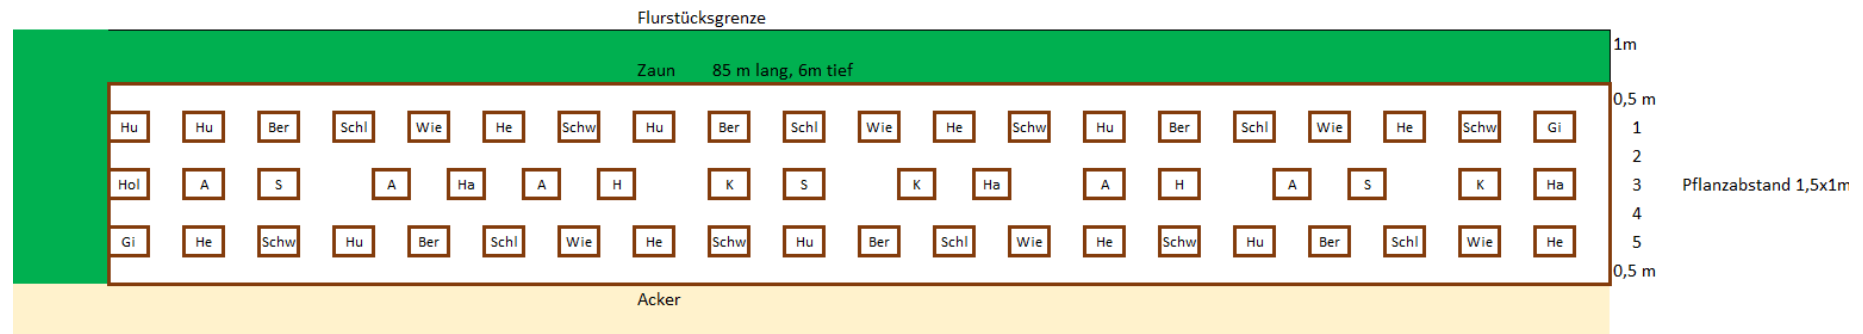 Flurstücksgrenze
1m
Zaun 85 m lang, 6m tief
0,5 m
Hu Hu Ber Schl Wie He Schw Hu Ber Schl Wie He Schw Hu Ber Schl Wie He Schw Gi 1
2
Hol A S A Ha A H K S K Ha A H A S K Ha 3 Pflanzabstand 1,5x1m
4
Gi He Schw Hu Ber Schl Wie He Schw Hu Ber Schl Wie He Schw Hu Ber Schl Wie He 5
0,5 m
Acker